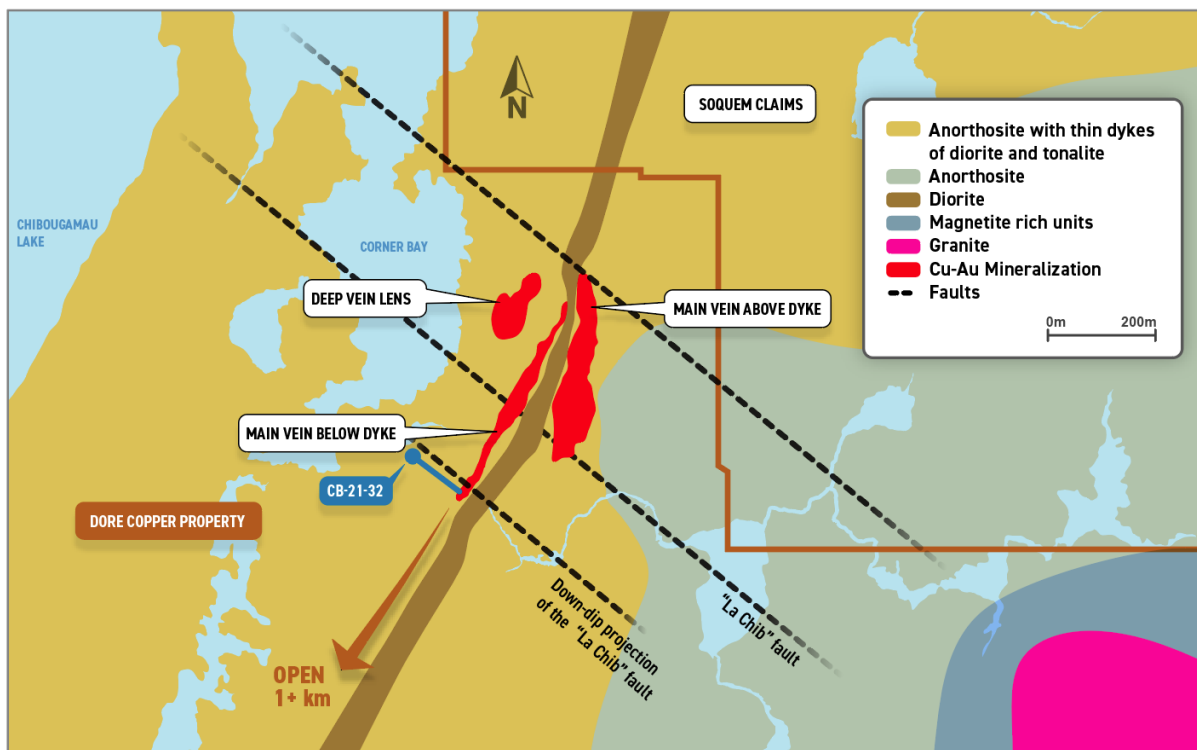 N
SOQUEM CLAIMS
Anorthosite with thin dykes
of diorite and tonalite
Anorthosite
Diorite
Magnetite rich units
Granite
Cu-Au Mineralization
Faults
0m 200m
CHIBOUGAMAU
LAKE
CORNER BAY
DEEP VEIN LENS
MAIN VEIN ABOVE DYKE
MAIN VEIN BELOW DYKE
CB-21-32
DORE COPPER PROPERTY
Down-dip projection
of the "La Chib" fault
"La Chib" fault
OPEN
1+ km